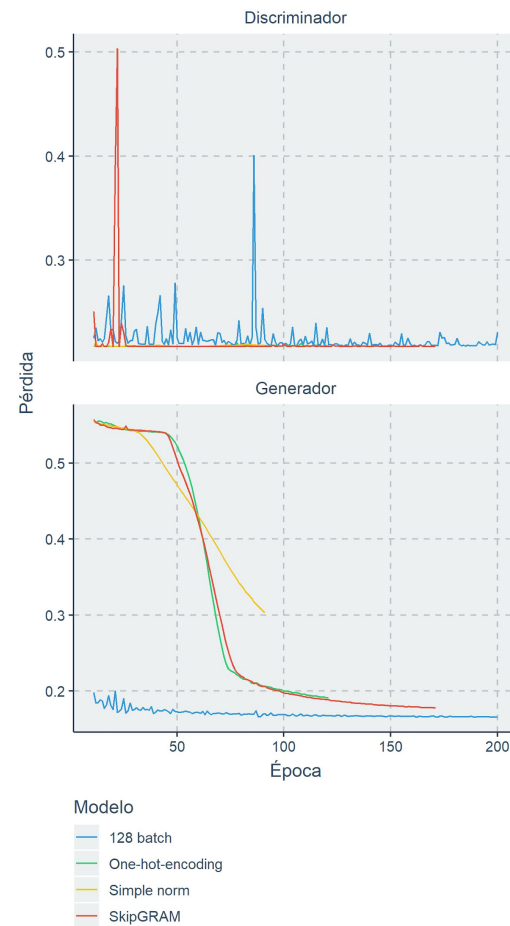 Discriminador
0.5
0.4
0.3
Generador
0.5
0.4
0.3
0.2
50 100 150 200
Época
Pérdida
Modelo
128 batch
One-hot-encoding
Simple norm
SkipGRAM